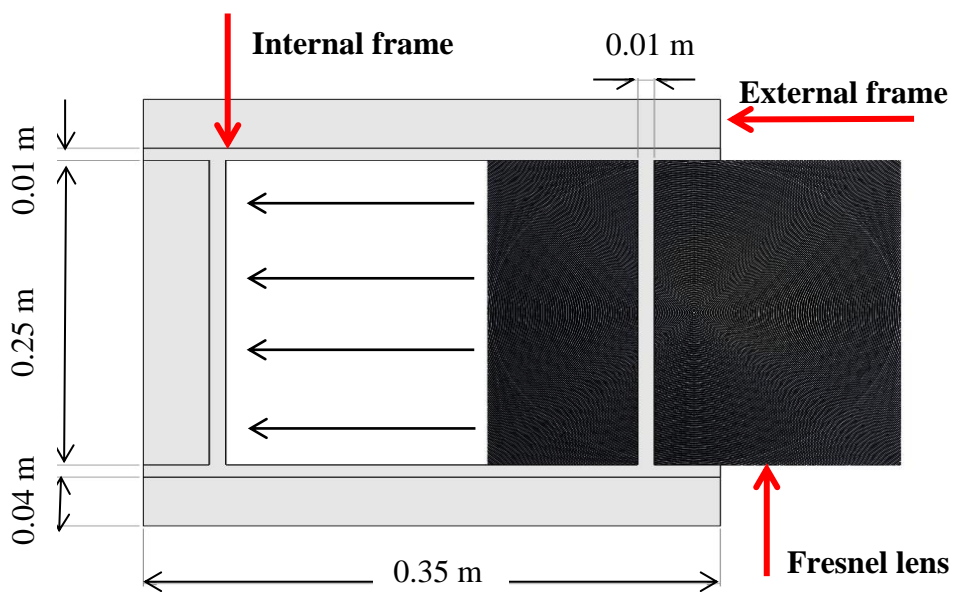 Internal frame
0.01 m
External frame
0.01 m
0.25 m
0.04 m
0.35 m
Fresnel lens